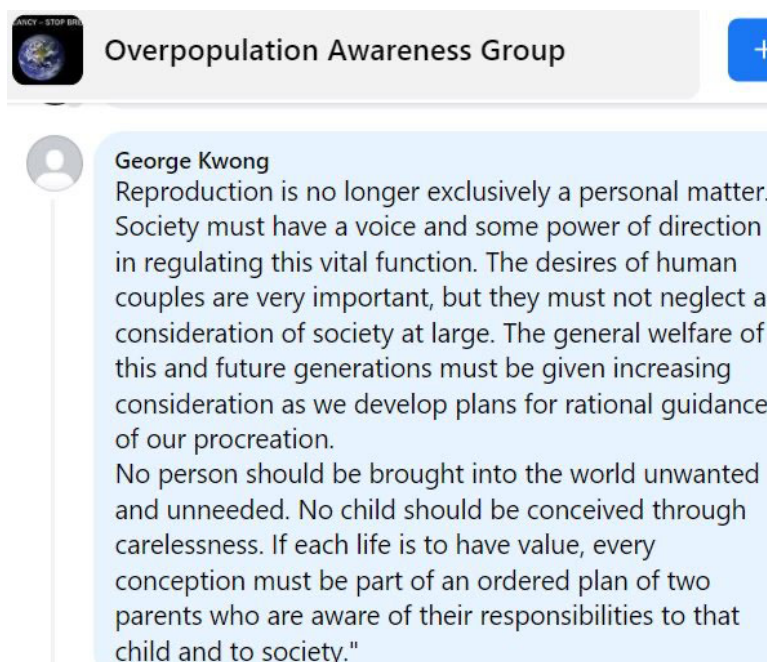 ANCY – STOP BRE
Overpopulation Awareness Group
+
George Kwong
Reproduction is no longer exclusively a personal matter.
Society must have a voice and some power of direction
in regulating this vital function. The desires of human
couples are very important, but they must not neglect a
consideration of society at large. The general welfare of
this and future generations must be given increasing
consideration as we develop plans for rational guidance
of our procreation.
No person should be brought into the world unwanted
and unneeded. No child should be conceived through
carelessness. If each life is to have value, every
conception must be part of an ordered plan of two
parents who are aware of their responsibilities to that
child and to society."